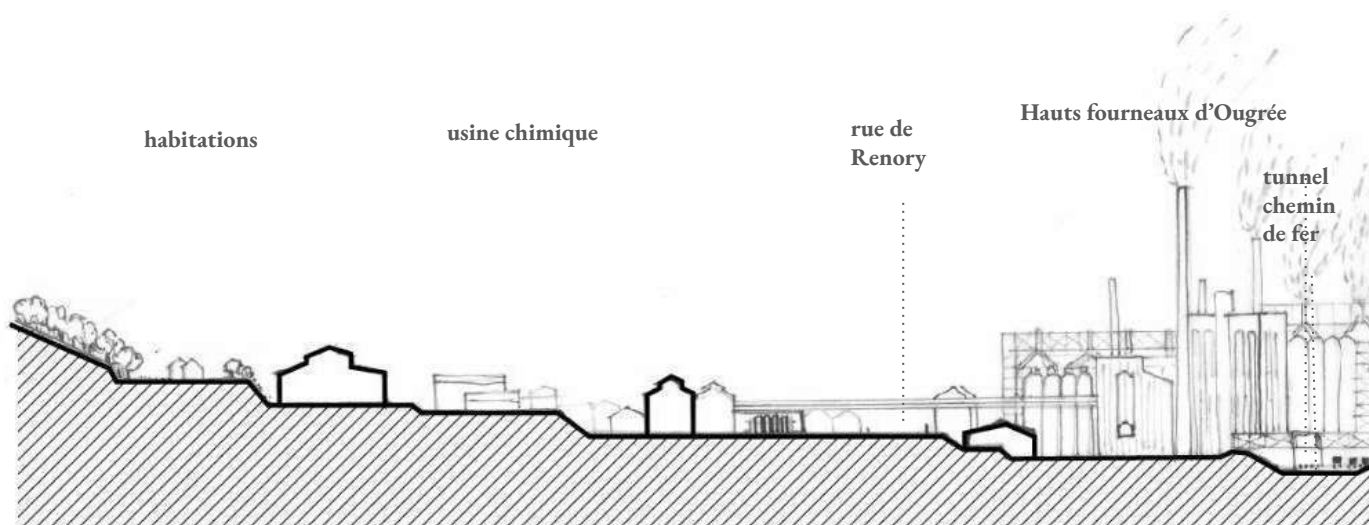 habitations
usine chimique
rue de
Renory
Hauts fourneaux d'Ougrée
tunnel
chemin
de fer